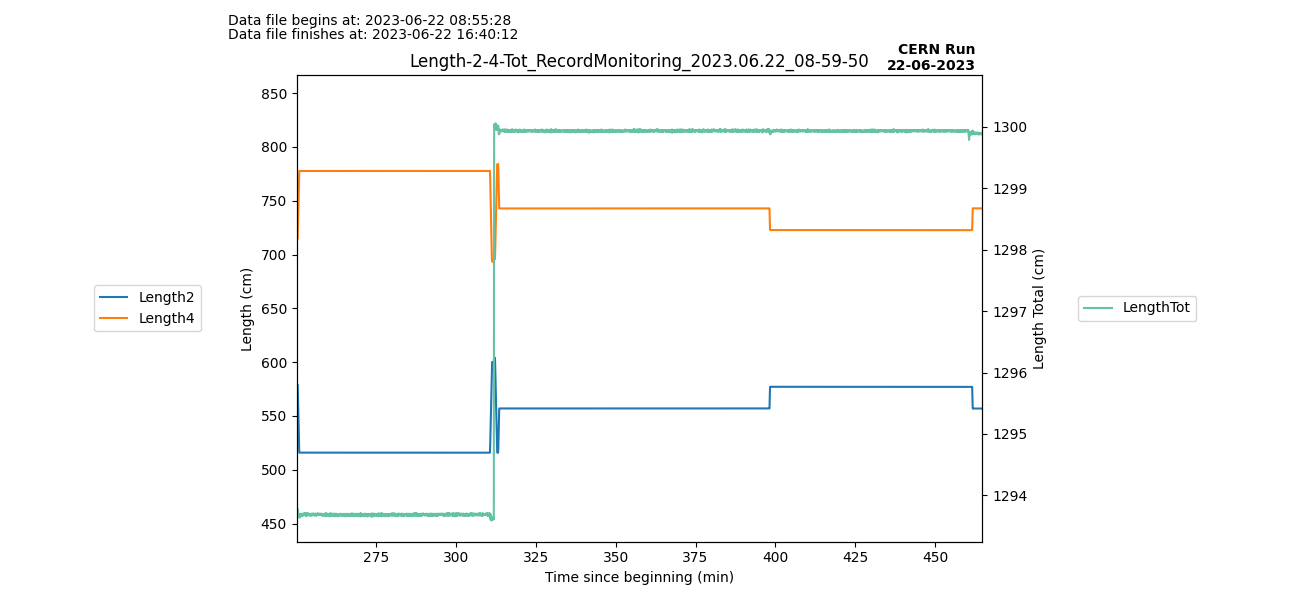 Data file begins at: 2023-06-22 08:55:28
Data file finishes at: 2023-06-22 16:40:12
CERN Run
22-06-2023
Length-2-4-Tot_RecordMonitoring_2023.06.22_08-59-50
850
800
750
700
650
600
550
500
450
Length (cm)
Length2
Length4
1300
1299
1298
1297
1296
1295
1294
Length Total (cm)
LengthTot
275 300 325 350 375 400 425 450
Time since beginning (min)